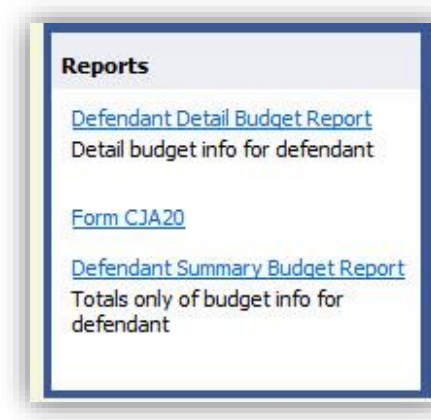 Reports
Defendant Detail Budget Report
Detail budget info for defendant
Form CJA20
Defendant Summary Budget Report
Totals only of budget info for
defendant